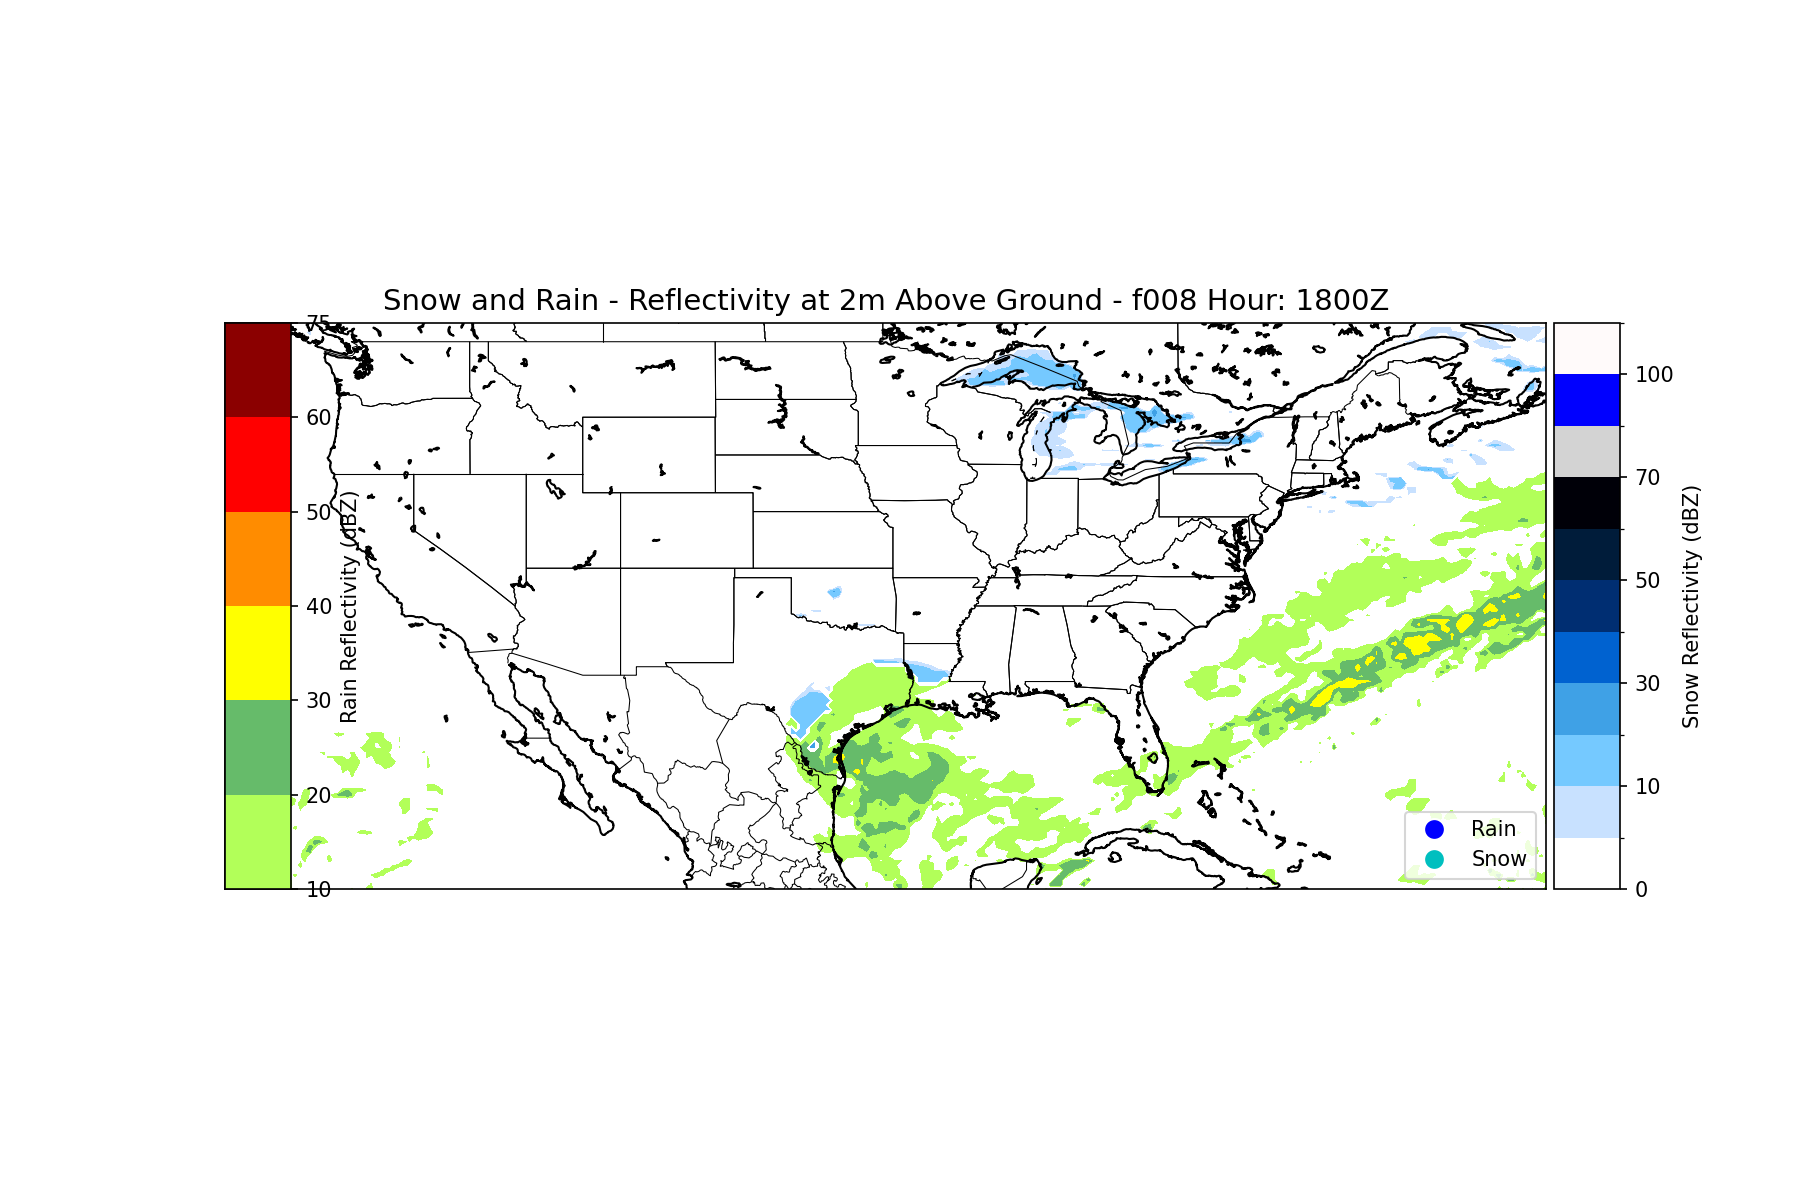 Snow and Rain - Reflectivity at 2m Above Ground - f008 Hour: 1800Z
75
60
50
40
30
20
10
Rain Reflectivity (dBZ)
100
70
50
30
10
0
Snow Reflectivity (dBZ)
Rain
Snow